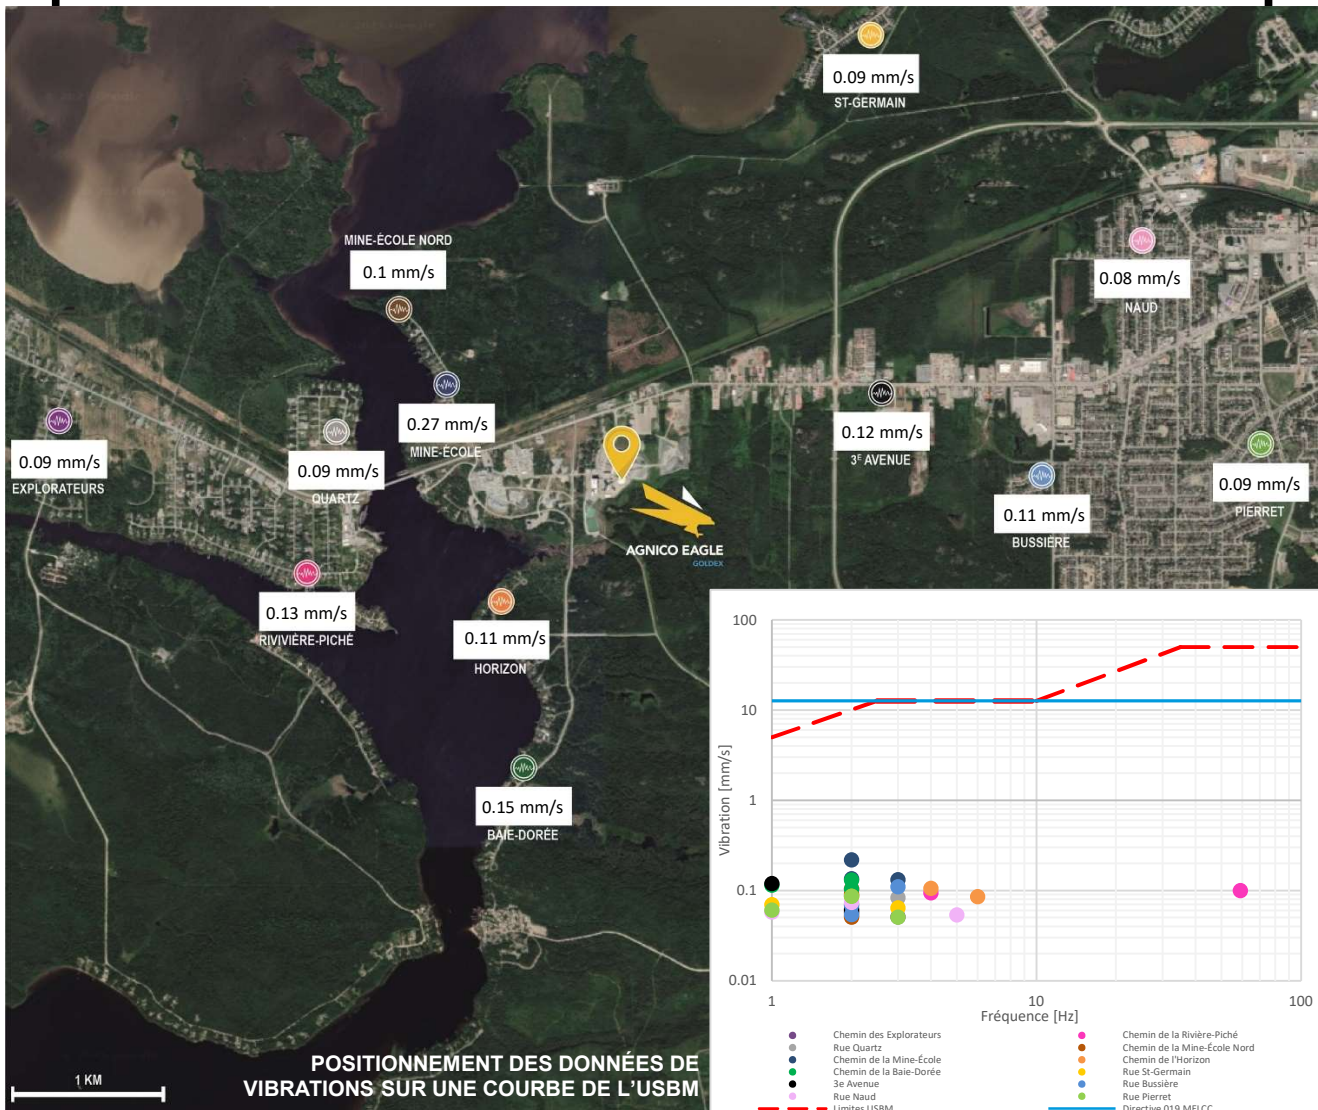 0.09 mm/s
ST-GERMAIN
MINE-ÉCOLE NORD
0.1 mm/s
0.08 mm/s
NAUD
0.27 mm/s
MINE-ÉCOLE
0.12 mm/s
3E AVENUE
0.09 mm/s
EXPLORATEURS
0.09 mm/s
QUARTZ
0.09 mm/s
PIERRET
0.11 mm/s
BUSSIÈRE
AGNICO EAGLE
GOLDEX
0.13 mm/s
RIVIVIÈRE-PICHÉ
0.11 mm/s
HORIZON
0.15 mm/s
BAIE-DORÉE
100
10
1
0.1
0.01
Vibration [mm/s]
1
10
100
Fréquence [Hz]
Chemin des Explorateurs
Chemin de la Rivière-Piché
Rue Quartz
Chemin de la Mine-École Nord
Chemin de la Mine-École
Chemin de l'Horizon
Chemin de la Baie-Dorée
Rue St-Germain
3e Avenue
Rue Bussière
Rue Naud
Rue Pierret
Limites USBM
Directive 019 MELCC
POSITIONNEMENT DES DONNÉES DE
VIBRATIONS SUR UNE COURBE DE L'USBM
1 KM